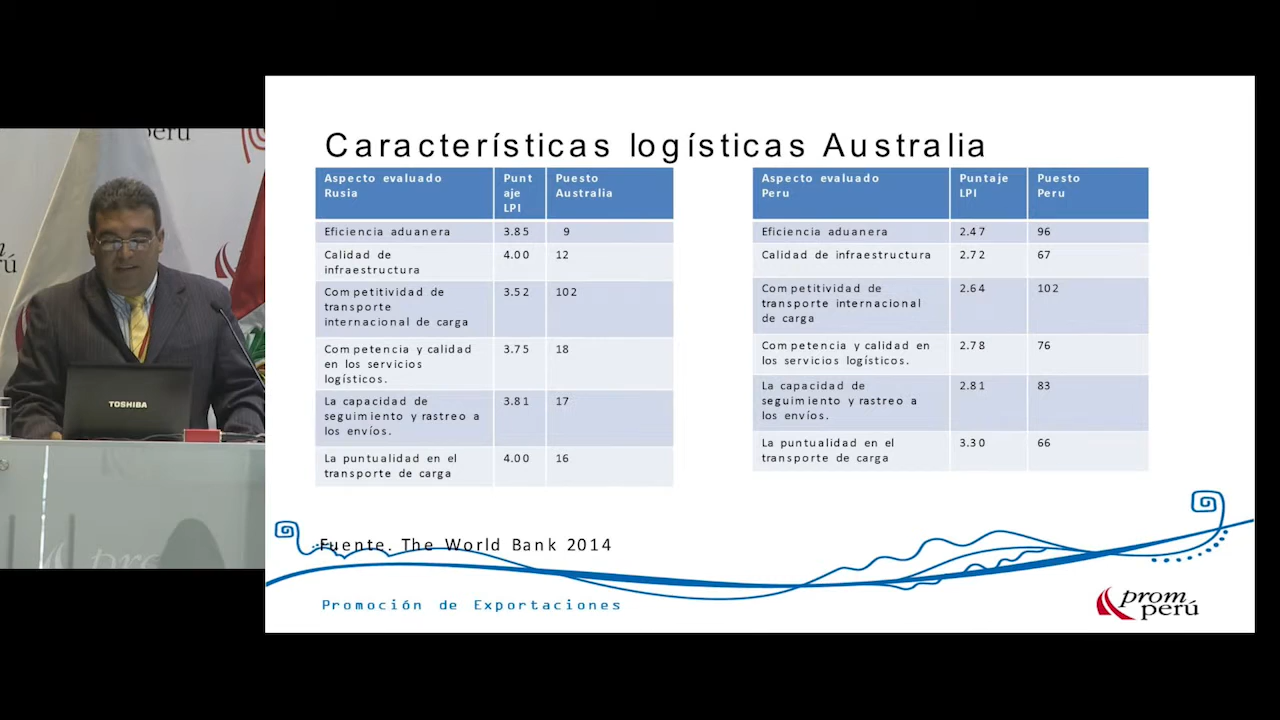 perú
perú
TOSHIBA
Características logísticas Australia
Aspecto evaluado
Rusia
Punt
aje
LPI
Puesto
Australia
Eficiencia aduanera
3.85
9
Calidad de
infraestructura
4.00
12
Competitividad de
transporte
internacional de carga
3.52
102
Competencia y calidad
en los servicios
logísticos.
3.75
18
La capacidad de
seguimiento y rastreo a
los envíos.
3.81
17
La puntualidad en el
transporte de carga
4.00
16
Aspecto evaluado
Peru
Puntaje
LPI
Puesto
Peru
Eficiencia aduanera
2.47
96
Calidad de infraestructura
2.72
67
Competitividad de
transporte internacional
de carga
2.64
102
Competencia y calidad en
los servicios logísticos.
2.78
76
La capacidad de
seguimiento y rastreo a
los envíos.
2.81
83
La puntualidad en el
transporte de carga
3.30
66
Fuente. The World Bank 2014
Promoción de Exportaciones
prom
perú